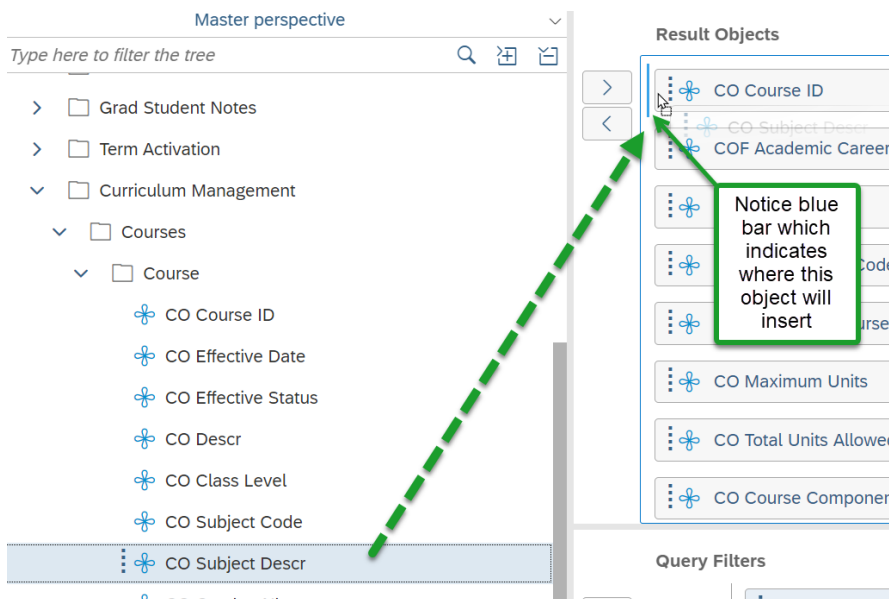 Master perspective
Type here to filter the tree
Grad Student Notes
Term Activation
Curriculum Management
Courses
Course
CO Course ID
CO Effective Date
CO Effective Status
CO Descr
CO Class Level
CO Subject Code
CO Subject Descr
Result Objects
CO Course ID
CO Subject Descr
COF Academic Career
Notice blue
bar which
indicates
where this
object will
insert
CO Maximum Units
CO Total Units Allowed
CO Course
Query Filters